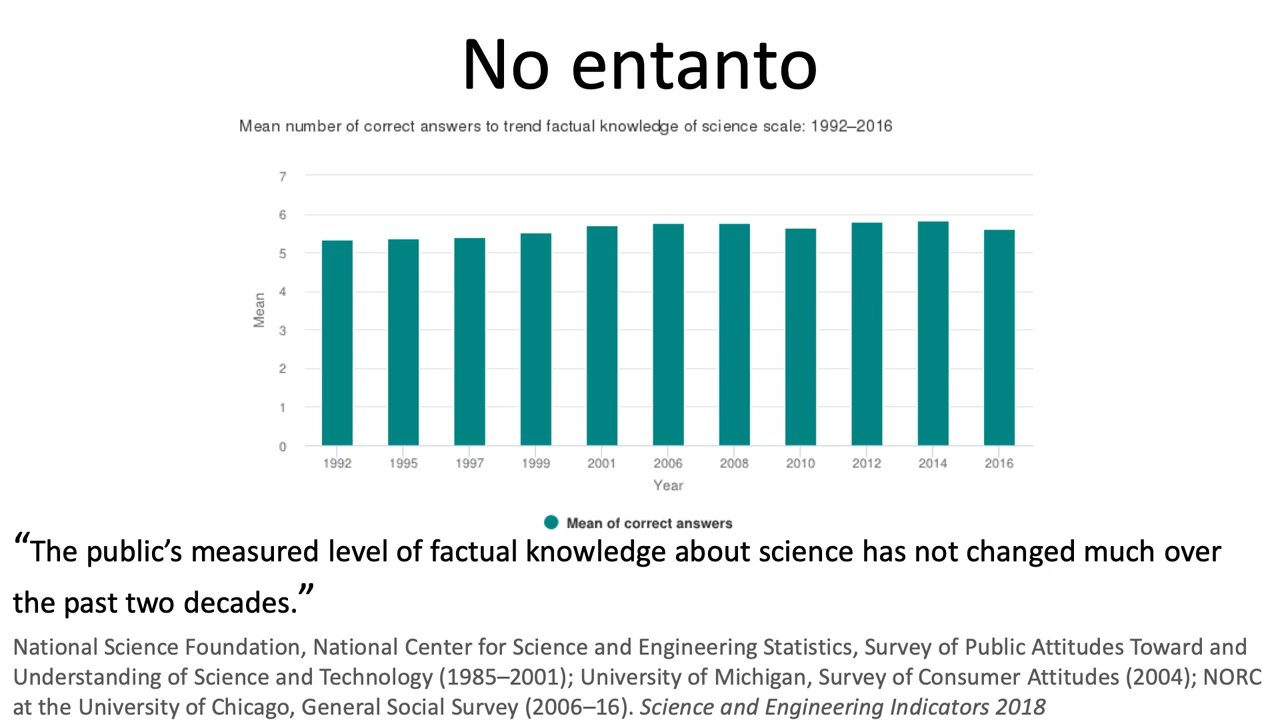 No entanto
Mean number of correct answers to trend factual knowledge of science scale: 1992–2016
7
6
5
4
3
2
1
0
Mean
1992 1995 1997 1999 2001 2006 2008 2010 2012 2014 2016
Year
Mean of correct answers
“The public’s measured level of factual knowledge about science has not changed much over
the past two decades.”
National Science Foundation, National Center for Science and Engineering Statistics, Survey of Public Attitudes Toward and
Understanding of Science and Technology (1985–2001); University of Michigan, Survey of Consumer Attitudes (2004); NORC
at the University of Chicago, General Social Survey (2006–16). Science and Engineering Indicators 2018